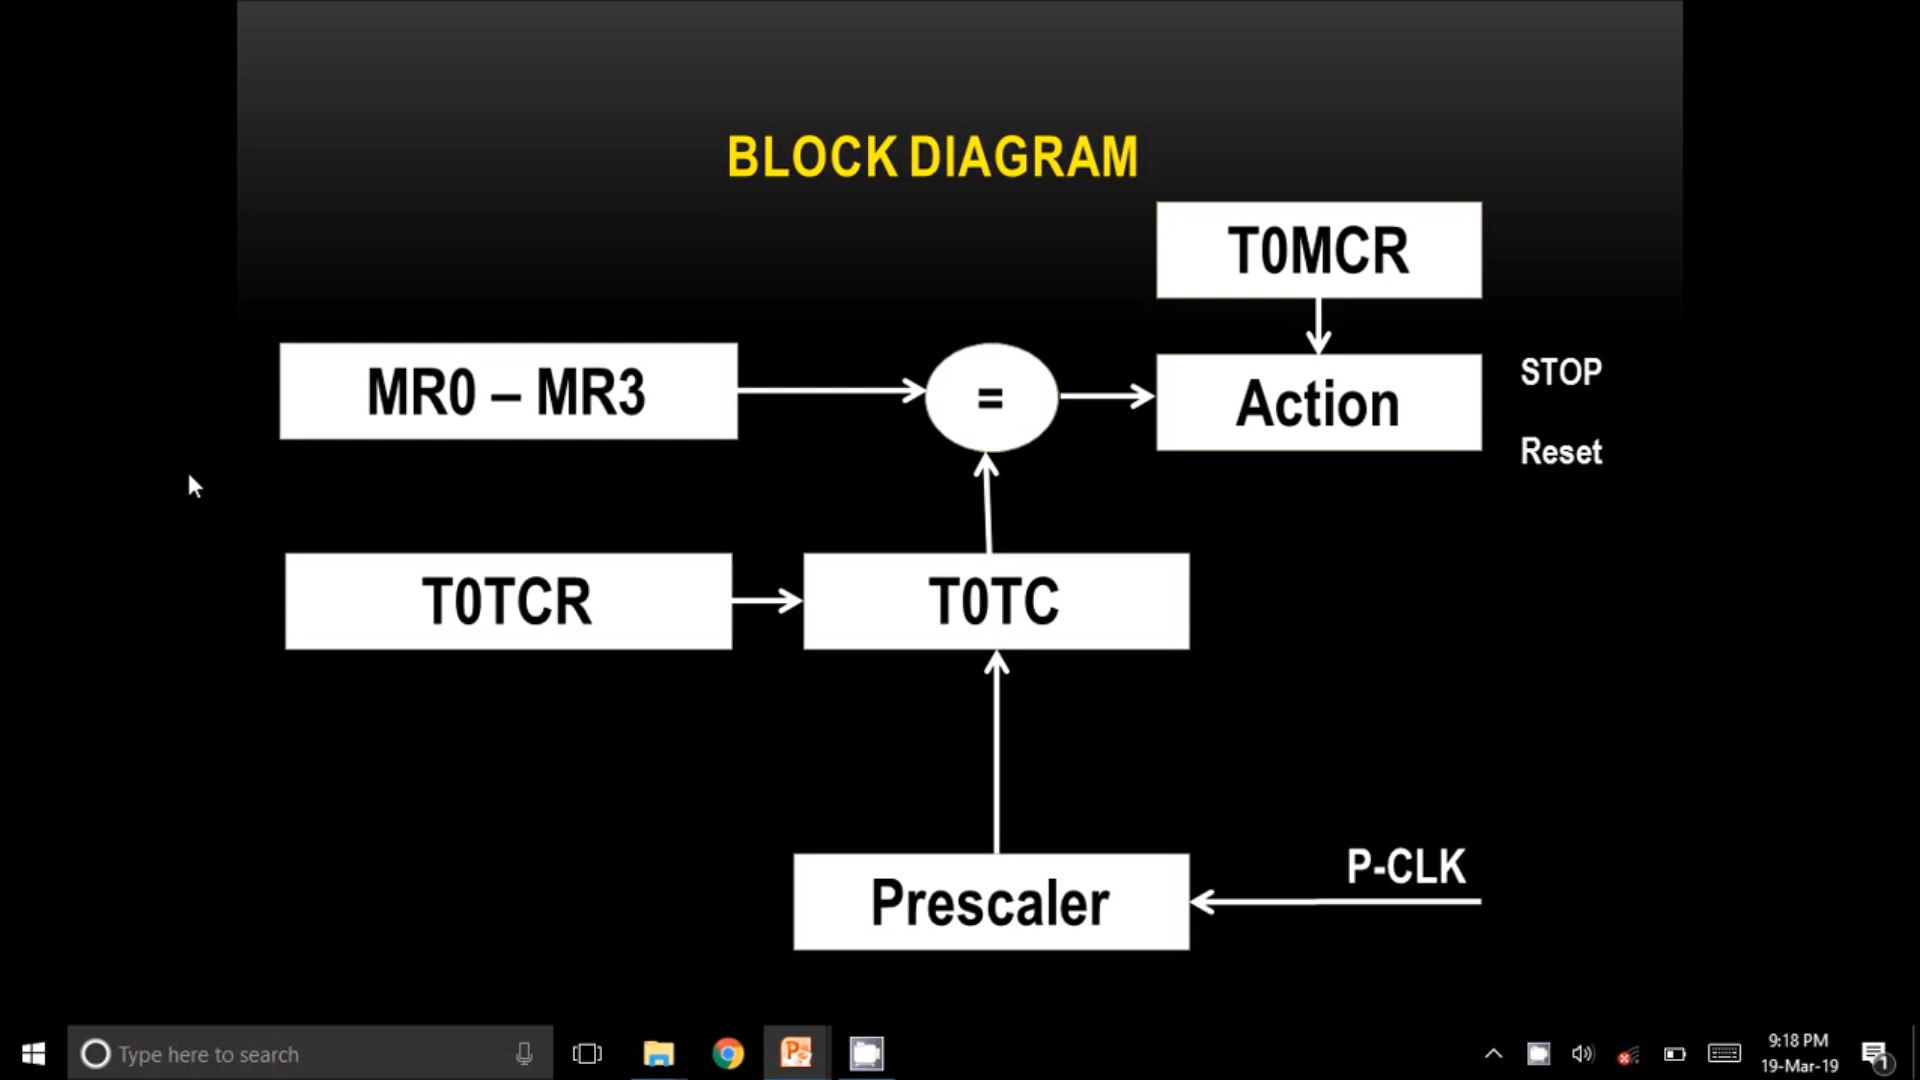 BLOCK DIAGRAM
T0MCR
MR0 – MR3
=
Action
STOP
Reset
T0TCR
T0TC
P-CLK
Prescaler
Type here to search
9:18 PM
19-Mar-19
1